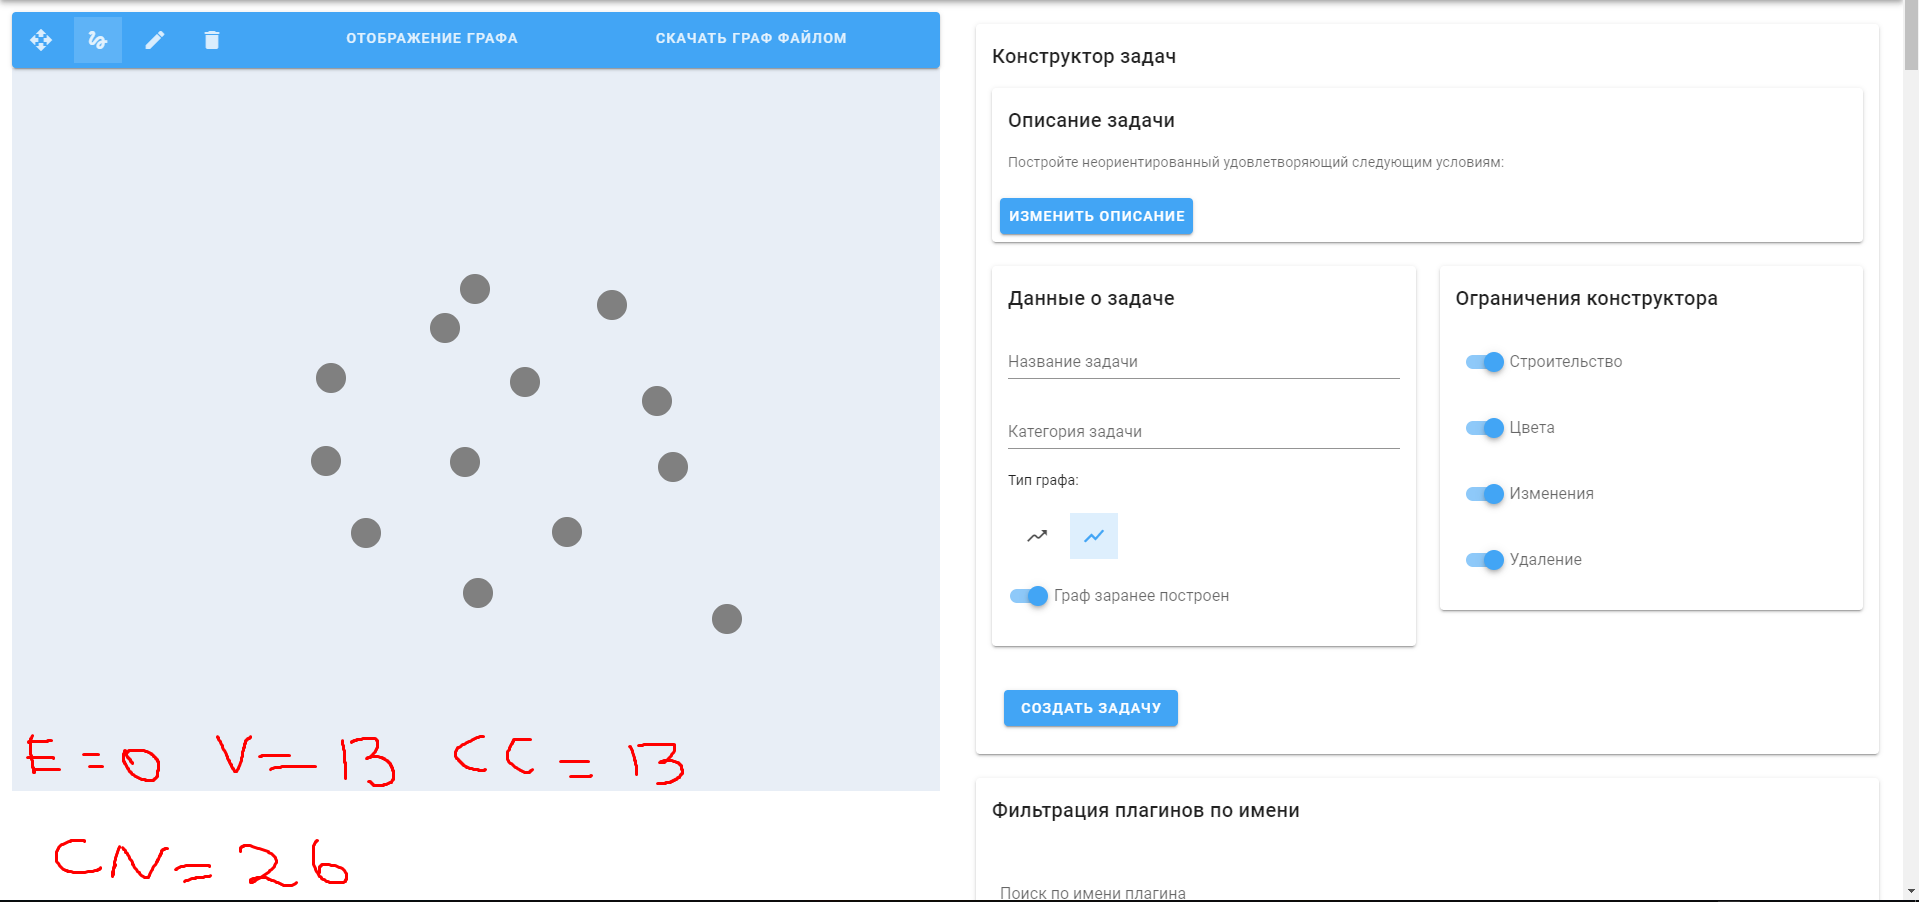 ОТОБРАЖЕНИЕ ГРАФА
СКАЧАТЬ ГРАФ ФАЙЛОМ
E = 0 V = 13 CC = 13
CN = 26
Конструктор задач
Описание задачи
Постройте неориентированный удовлетворяющий следующим условиям:
ИЗМЕНИТЬ ОПИСАНИЕ
Данные о задаче
Название задачи
Категория задачи
Тип графа:
Граф заранее построен
Ограничения конструктора
Строительство
Цвета
Изменения
Удаление
СОЗДАТЬ ЗАДАЧУ
Фильтрация плагинов по имени
Поиск по имени плагина